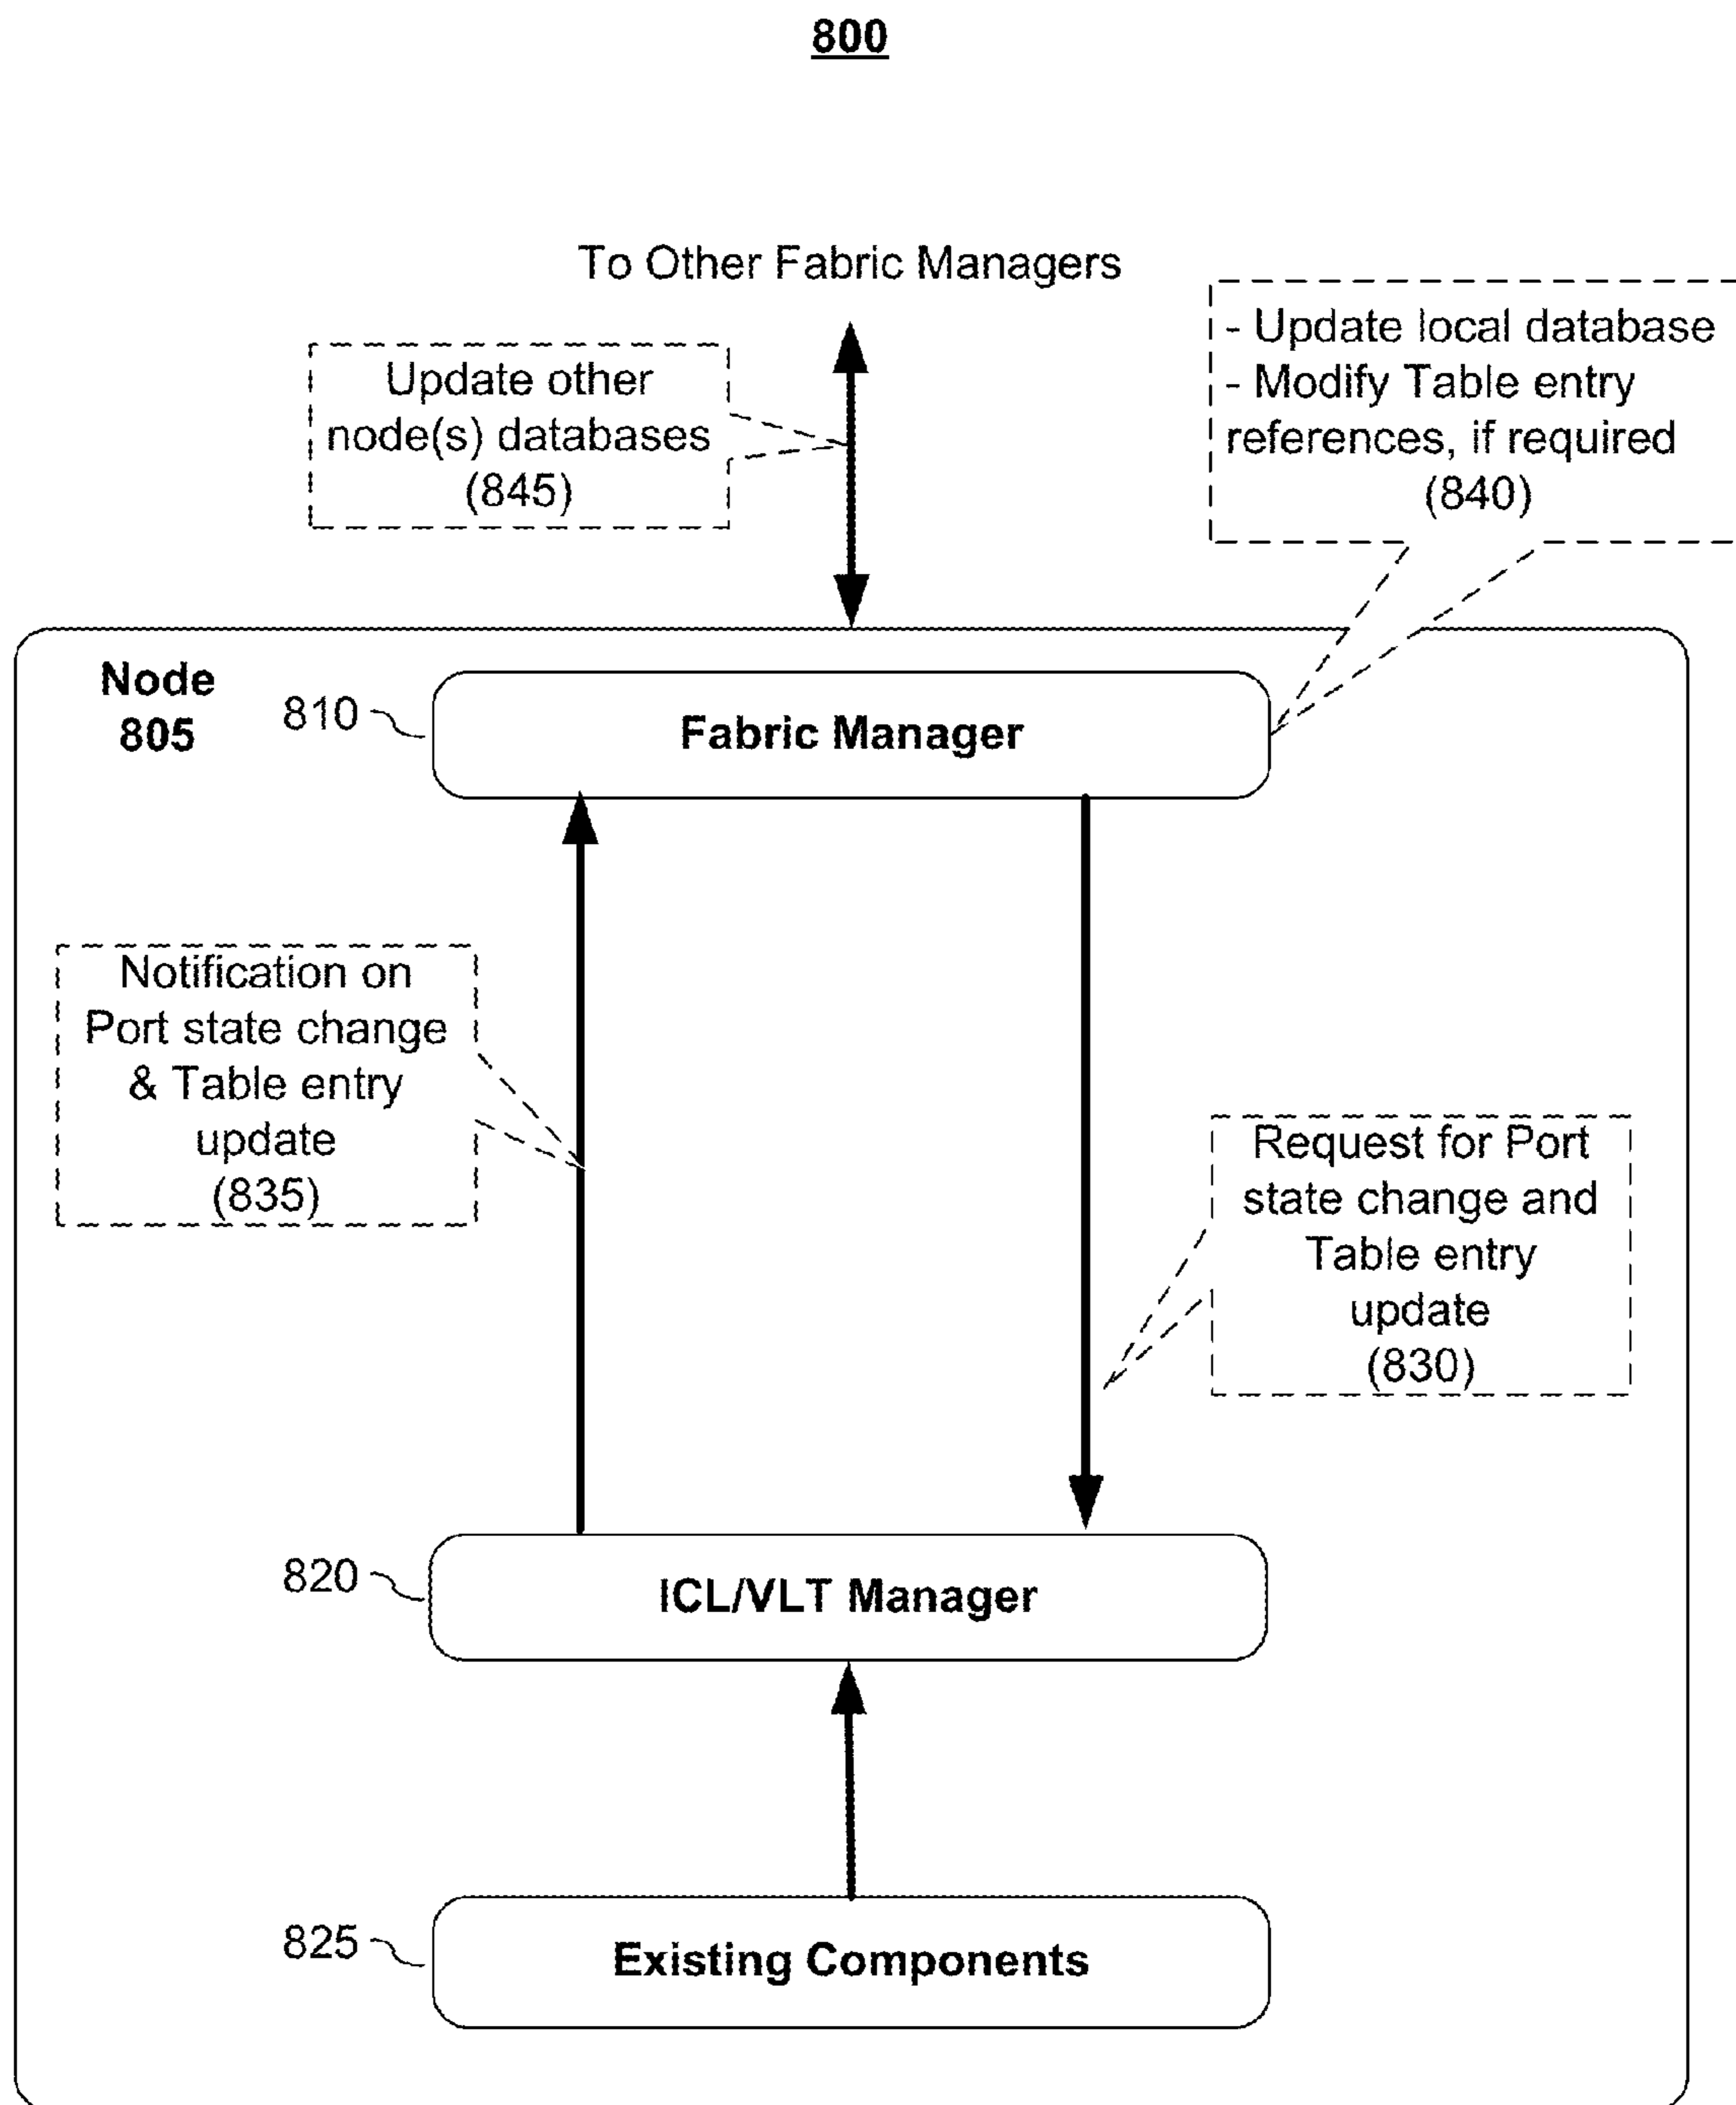 800
To Other Fabric Managers
Update other
node(s) databases
(845)
- Update local database
- Modify Table entry
references, if required
(840)
Node
805
810
Fabric Manager
Notification on
Port state change
& Table entry
update
(835)
Request for Port
state change and
Table entry
update
(830)
820
ICL/VLT Manager
825
Existing Components